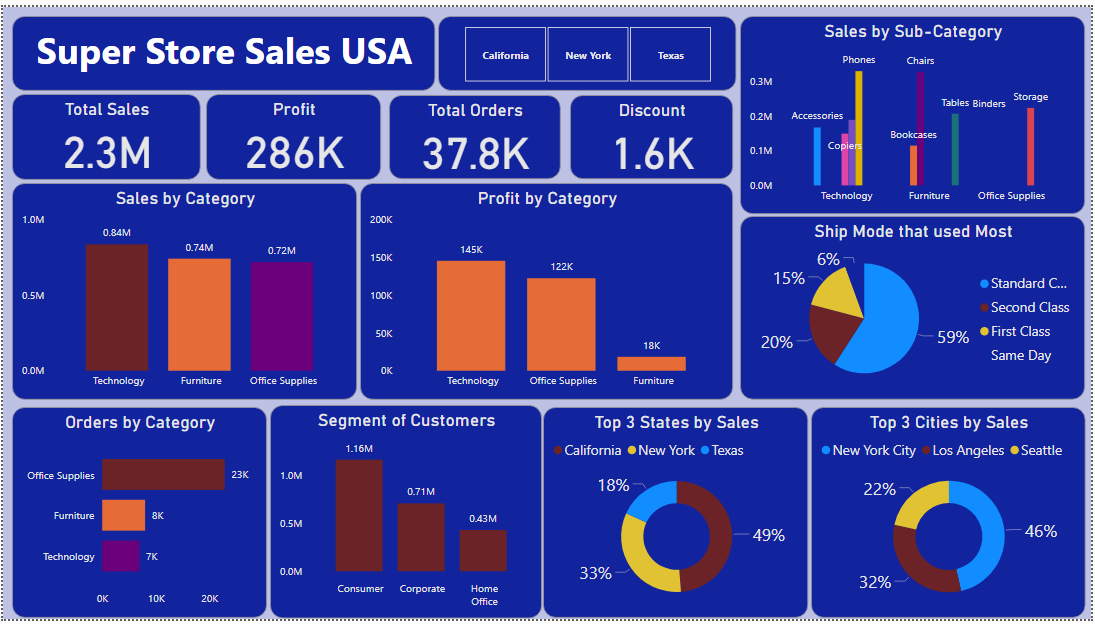 Super Store Sales USA
California
New York
Texas
Total Sales
2.3M
Profit
286K
Total Orders
37.8K
Discount
1.6K
Sales by Sub-Category
Phones
Chairs
0.3M
Storage
Tables
Binders
0.2M
Accessories
Bookcases
0.1M
Copiers
0.0M
Technology
Furniture
Office Supplies
Sales by Category
1.0M
0.84M
0.74M
0.72M
0.5M
0.0M
Technology
Furniture
Office Supplies
Profit by Category
200K
150K
145K
122K
100K
50K
18K
0K
Technology
Office Supplies
Furniture
Ship Mode that used Most
6%
15%
20%
59%
Standard C...
Second Class
First Class
Same Day
Orders by Category
Office Supplies
23K
Furniture
8K
Technology
7K
0K
10K
20K
Segment of Customers
1.16M
1.0M
0.71M
0.5M
0.43M
0.0M
Consumer
Corporate
Home
Office
Top 3 States by Sales
California
New York
Texas
18%
49%
33%
Top 3 Cities by Sales
New York City
Los Angeles
Seattle
22%
46%
32%